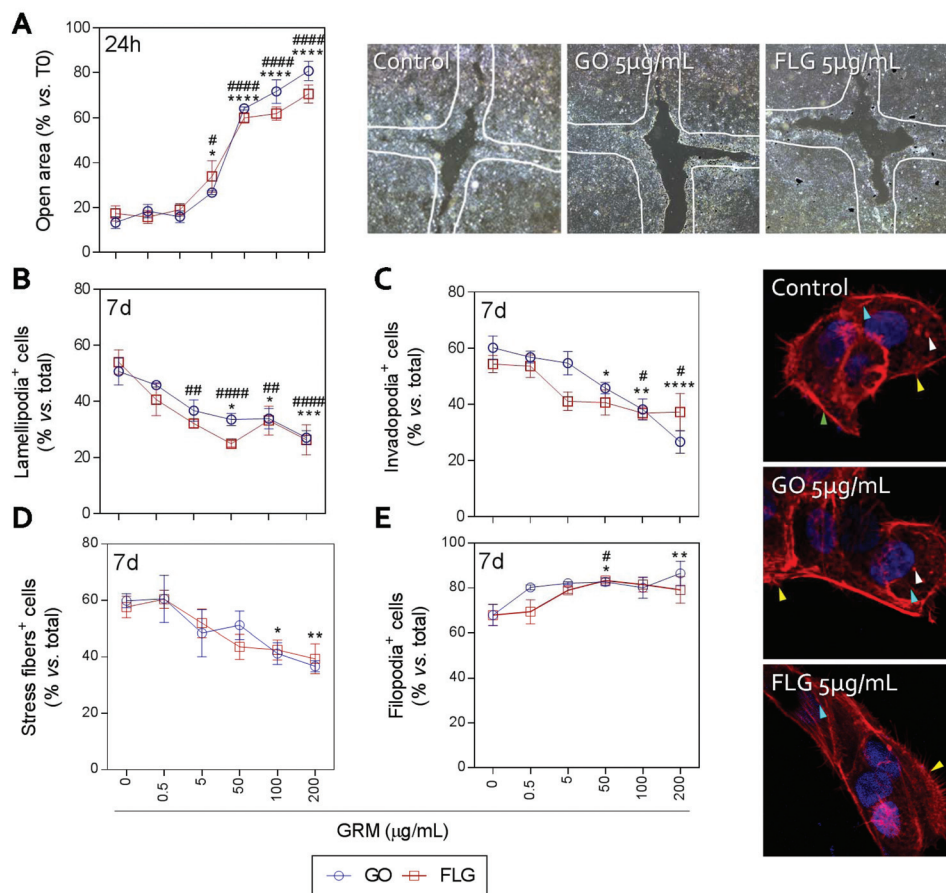 A
24h
Open area (% vs. T0)
100
80
60
40
20
0
#
*
####
****
####
****
####
****
Control
GO 5µg/mL
FLG 5µg/mL
B
7d
Lamellipodia+ cells
(% vs. total)
80
60
40
20
0
##
####
*
##
*
####
***
C
7d
Invadopodia+ cells
(% vs. total)
80
60
40
20
0
*
#
**
#
****
Control
GO 5µg/mL
FLG 5µg/mL
D
7d
Stress fibers+ cells
(% vs. total)
80
60
40
20
0
*
**
0
0.5
5
50
100
200
E
7d
Filopodia+ cells
(% vs. total)
100
80
60
40
20
0
#
*
**
0
0.5
5
50
100
200
GRM (µg/mL)
GO
FLG